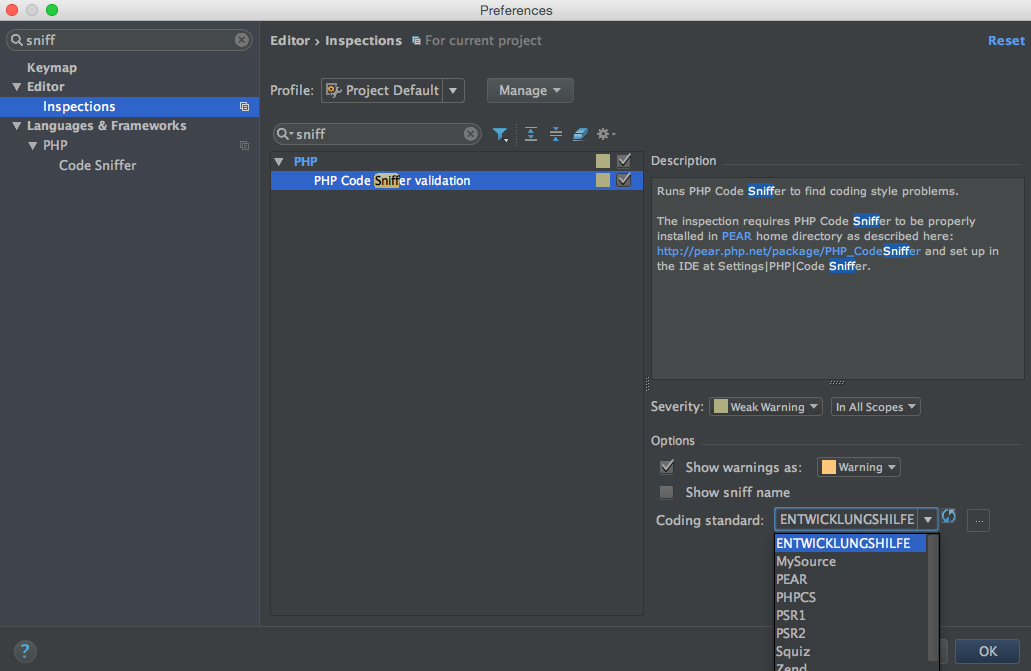 Preferences
sniff
Editor › Inspections
For current project
Reset
Keymap
Editor
Inspections
Languages & Frameworks
PHP
Code Sniffer
Profile:
Project Default
Manage
sniff
PHP
PHP Code Sniffer validation
Description
Runs PHP Code Sniffer to find coding style problems.
The inspection requires PHP Code Sniffer to be properly
installed in PEAR home directory as described here:
http://pear.php.net/package/PHP_CodeSniffer and set up in
the IDE at Settings|PHP|Code Sniffer.
Severity:
Weak Warning
In All Scopes
Options
Show warnings as:
Warning
Show sniff name
Coding standard:
ENTWICKLUNGSHILFE
...
ENTWICKLUNGSHILFE
MySource
PEAR
PHPCS
PSR1
PSR2
Squiz
Zend
?
OK